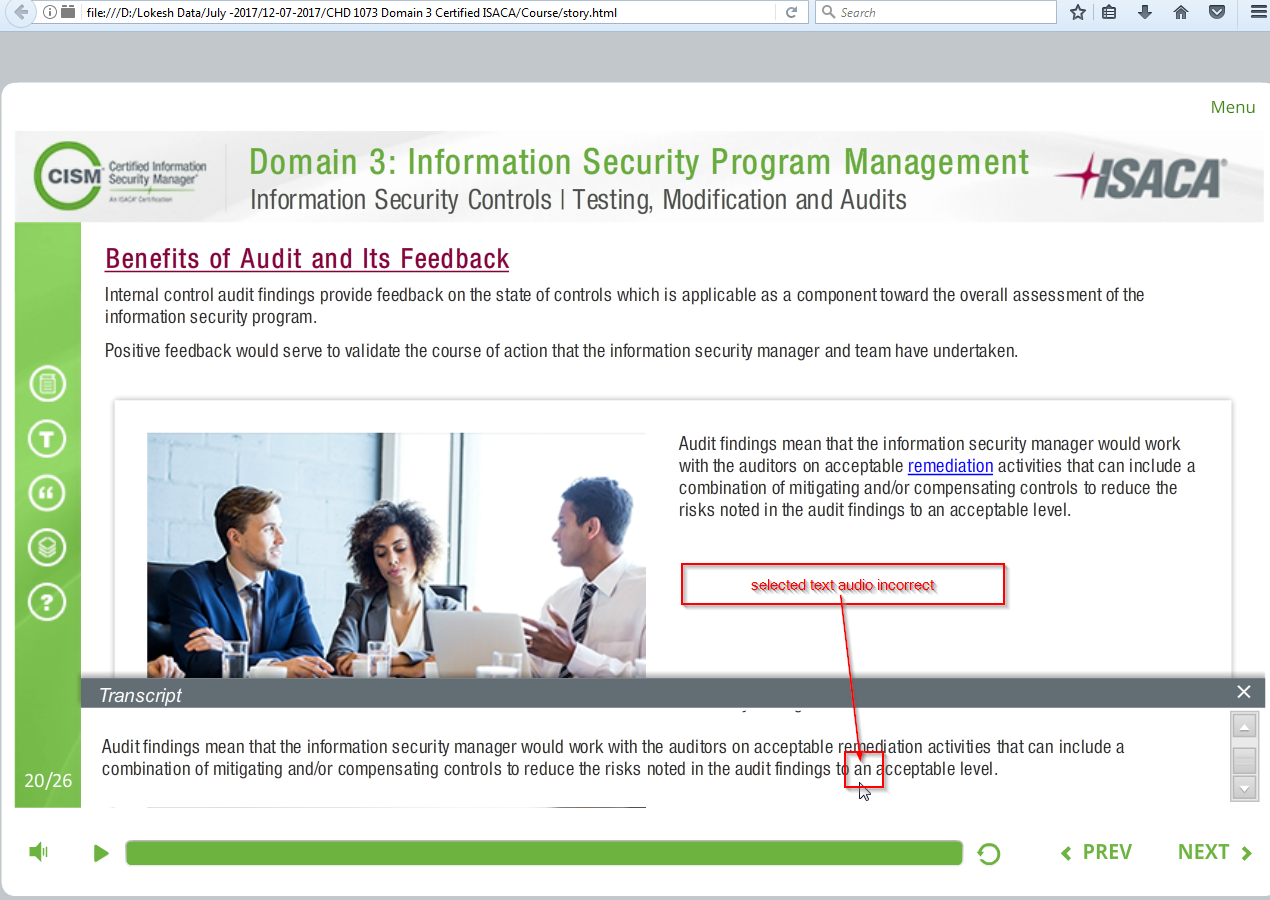 file:///D:/Lokesh Data/July -2017/12-07-2017/CHD 1073 Domain 3 Certified ISACA/Course/story.html
Search
Menu
CISM
Certified Information
Security Manager®
An ISACA® Certification
Domain 3: Information Security Program Management
Information Security Controls | Testing, Modification and Audits
ISACA®
Benefits of Audit and Its Feedback
Internal control audit findings provide feedback on the state of controls which is applicable as a component toward the overall assessment of the
information security program.
Positive feedback would serve to validate the course of action that the information security manager and team have undertaken.
T
“
?
Audit findings mean that the information security manager would work
with the auditors on acceptable remediation activities that can include a
combination of mitigating and/or compensating controls to reduce the
risks noted in the audit findings to an acceptable level.
selected text audio incorrect
Transcript
Audit findings mean that the information security manager would work with the auditors on acceptable remediation activities that can include a
combination of mitigating and/or compensating controls to reduce the risks noted in the audit findings to an acceptable level.
20/26
PREV
NEXT